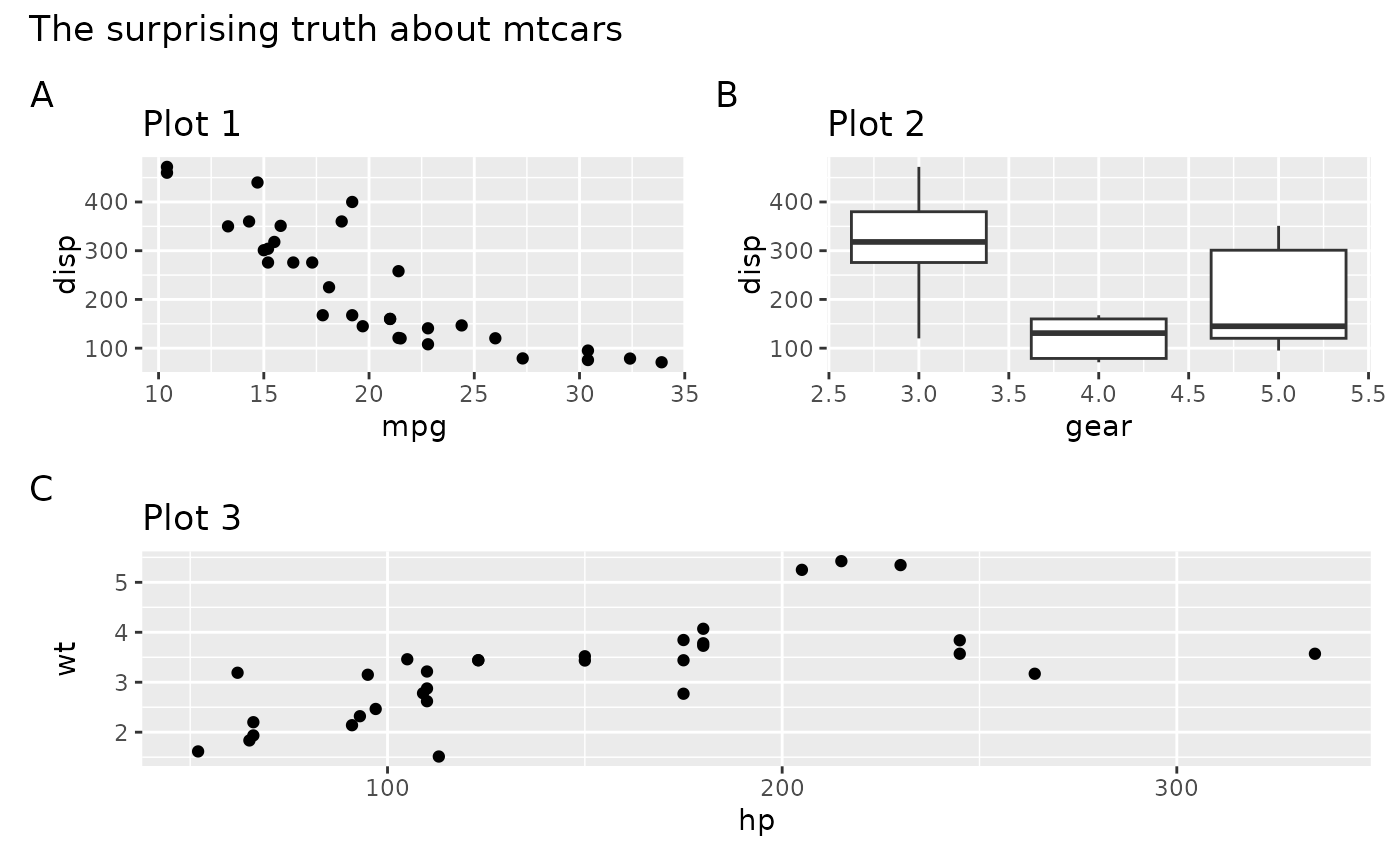 The surprising truth about mtcars
A
Plot 1
disp
400
300
200
100
10 15 20 25 30 35
mpg
B
Plot 2
disp
400
300
200
100
2.5 3.0 3.5 4.0 4.5 5.0 5.5
gear
C
Plot 3
wt
5
4
3
2
100 200 300
hp